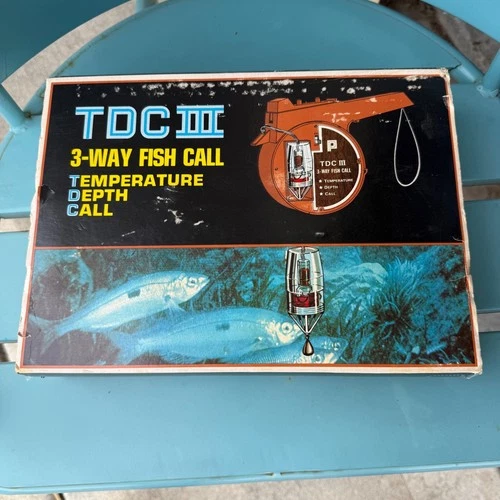 TDC III
3-WAY FISH CALL
TEMPERATURE
DEPTH
CALL
P
TDC III
3-WAY FISH CALL
★ TEMPERATURE
★ DEPTH
★ CALL